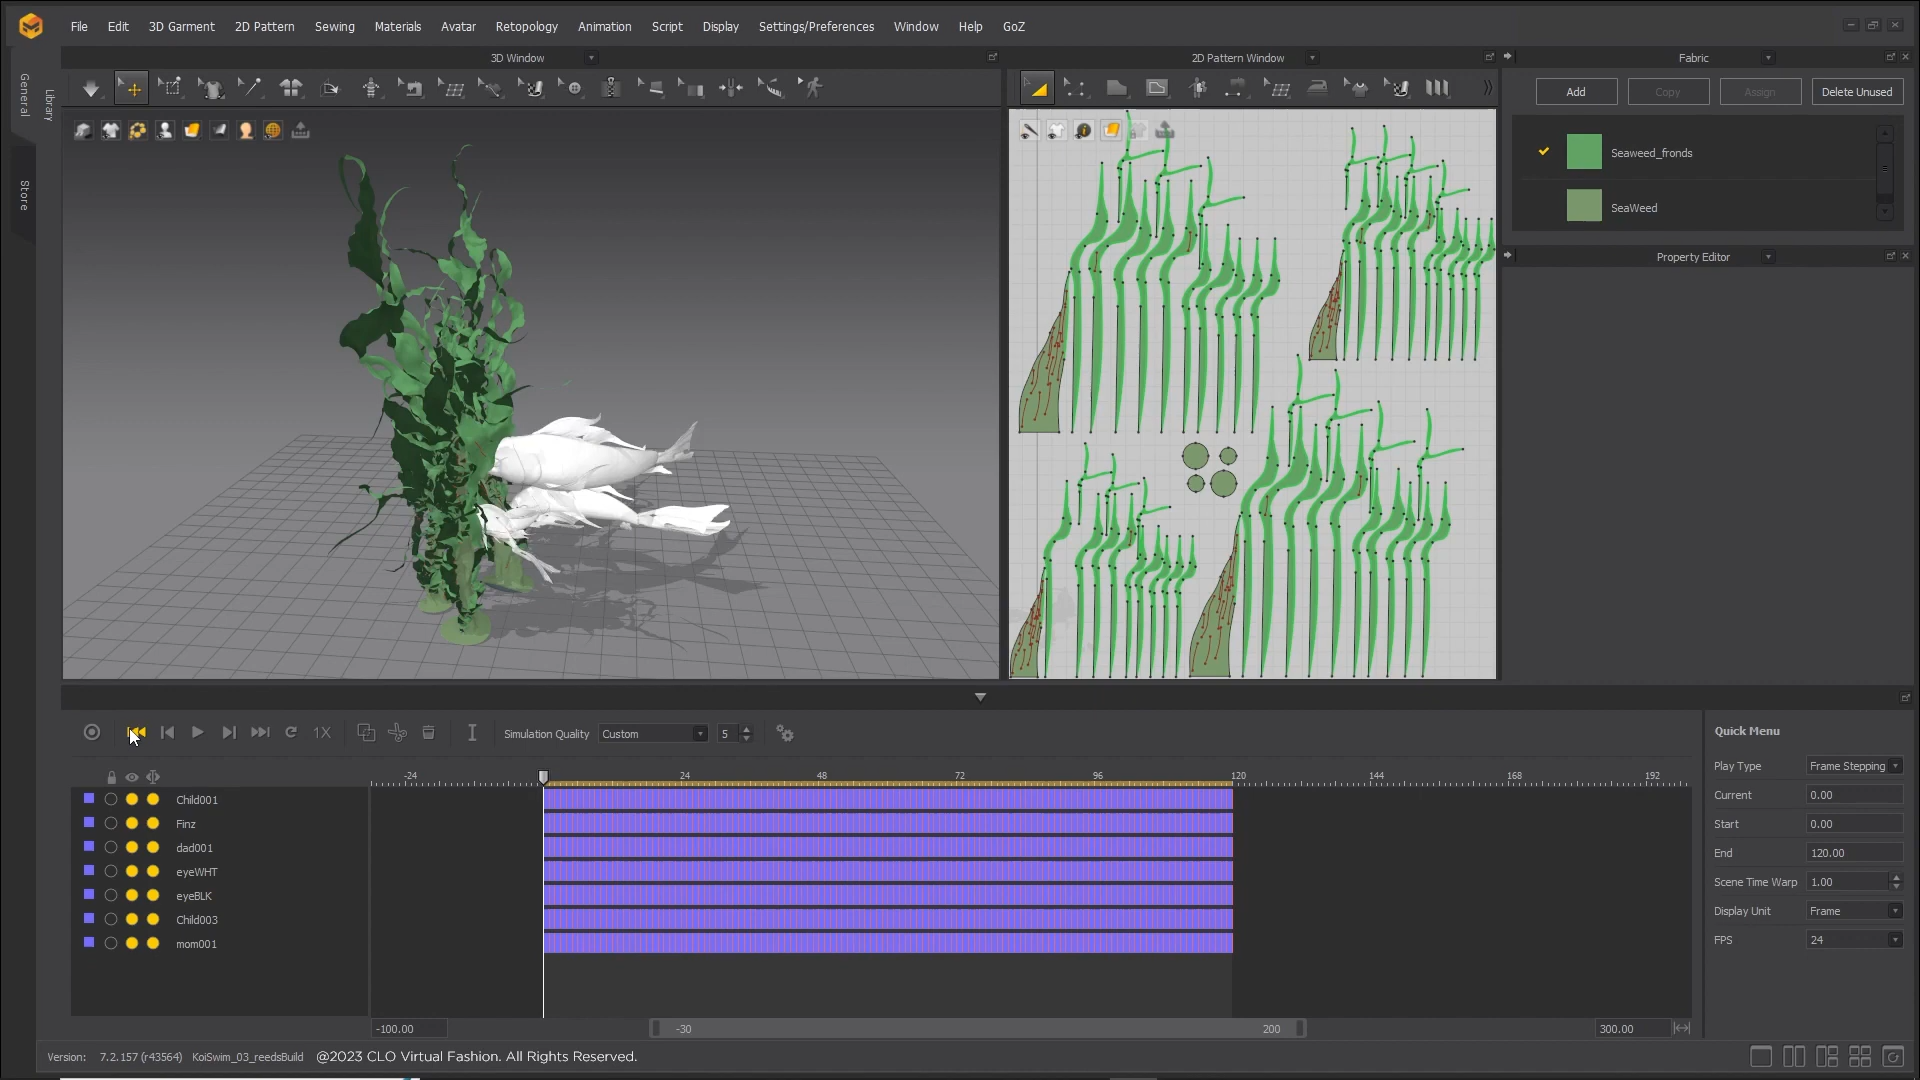 File Edit 3D Garment 2D Pattern Sewing Materials Avatar Retopology Animation Script Display Settings/Preferences Window Help GoZ
3D Window
2D Pattern Window
Fabric
General
Library
Store
Add Copy Assign Delete Unused
Seaweed_fronds
SeaWeed
Property Editor
1X Simulation Quality Custom 5
-24 24 48 72 96 120 144 168 192
Child001
Finz
dad001
eyeWHT
eyeBLK
Child003
mom001
-100.00 -30 200 300.00
Quick Menu
Play Type Frame Stepping
Current 0.00
Start 0.00
End 120.00
Scene Time Warp 1.00
Display Unit Frame
FPS 24
Version: 7.2.157 (r43564) KoiSwim_03_reedsBuild @2023 CLO Virtual Fashion. All Rights Reserved.